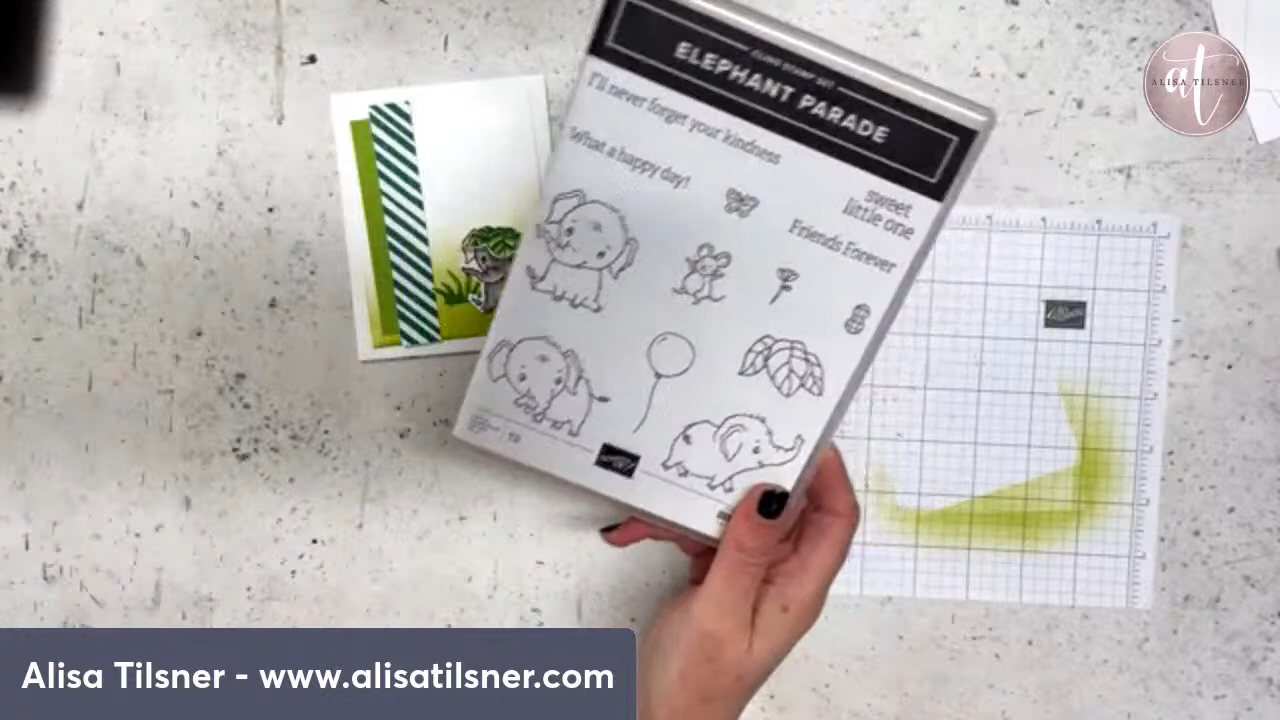 CLING STAMP SET
ELEPHANT PARADE
I'll never forget your kindness
What a happy day!
sweet
little one
Friends Forever
at
ALISA TILSNER
Alisa Tilsner - www.alisatilsner.com